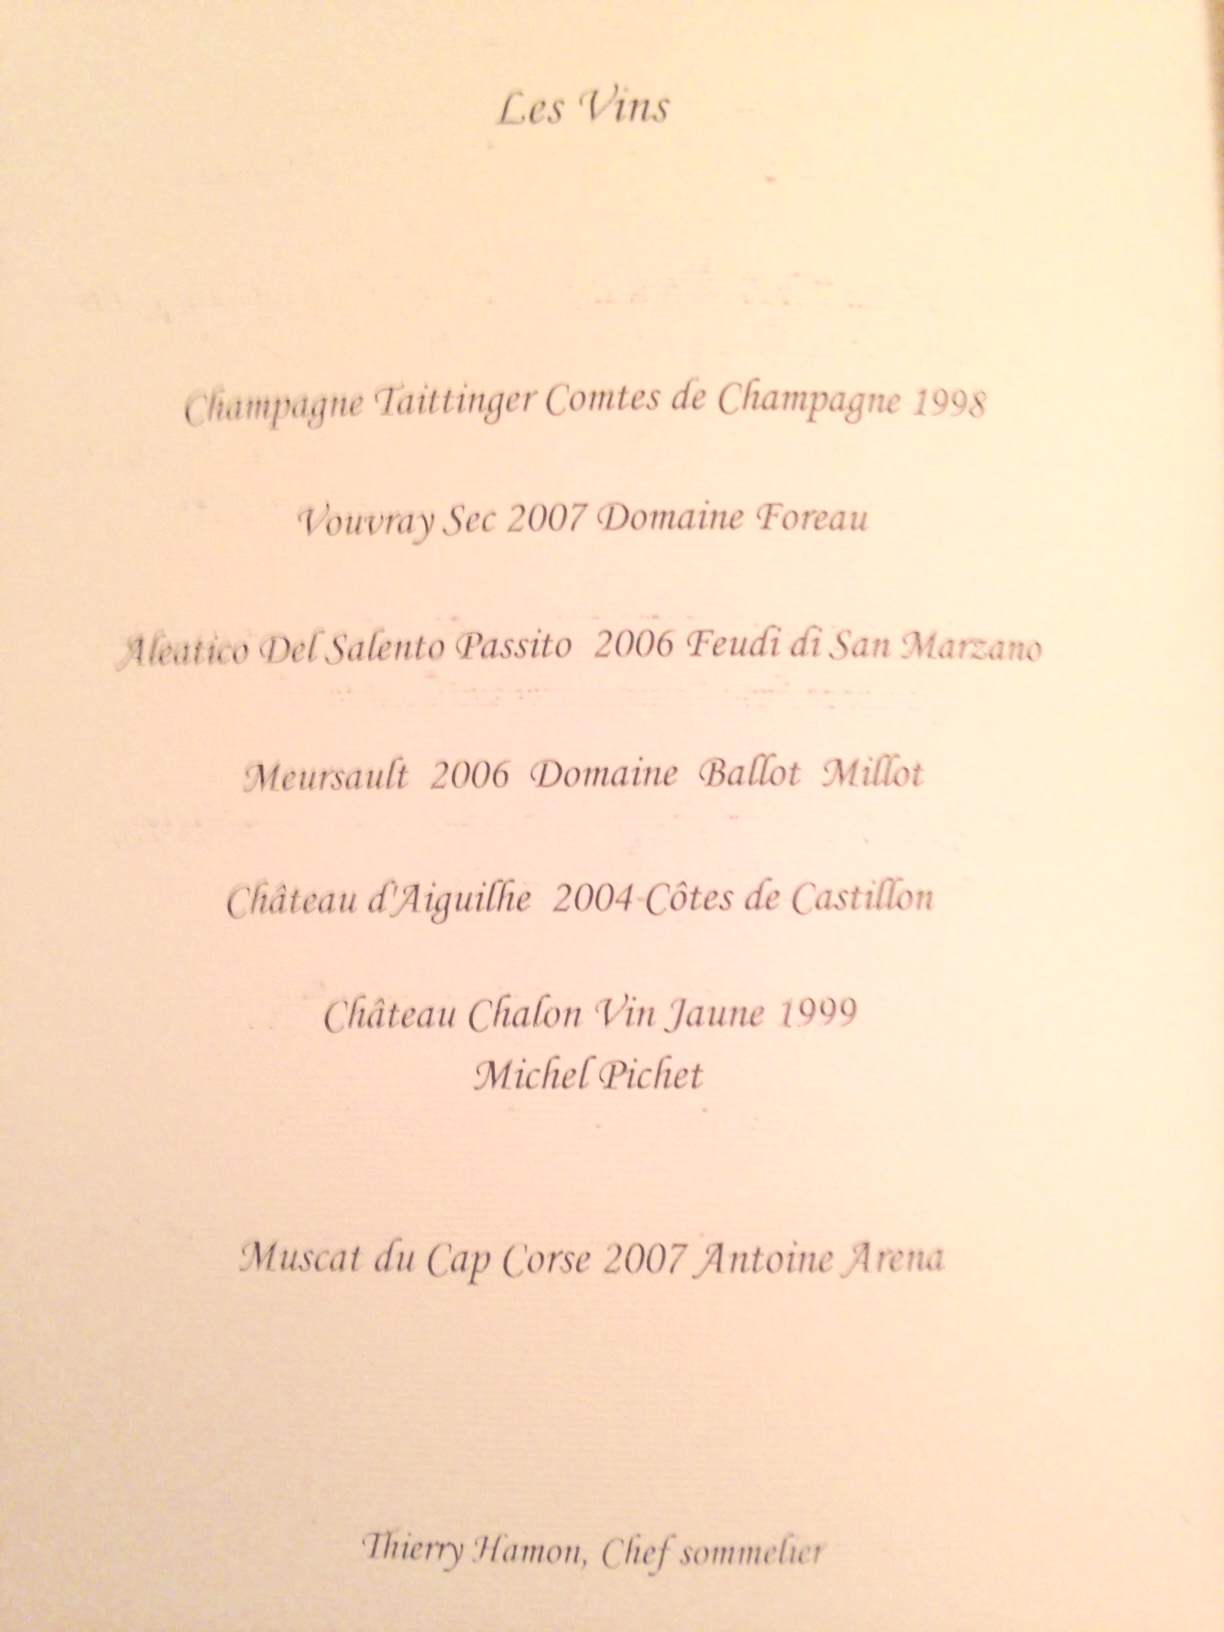 Les Vins
Champagne Taittinger Comtes de Champagne 1998
Vouvray Sec 2007 Domaine Foreau
Aleatico Del Salento Passito 2006 Feudi di San Marzano
Meursault 2006 Domaine Ballot Millot
Château d'Aiguilhe 2004-Côtes de Castillon
Château Chalon Vin Jaune 1999
Michel Pichet
Muscat du Cap Corse 2007 Antoine Arena
Thierry Hamon, Chef sommelier